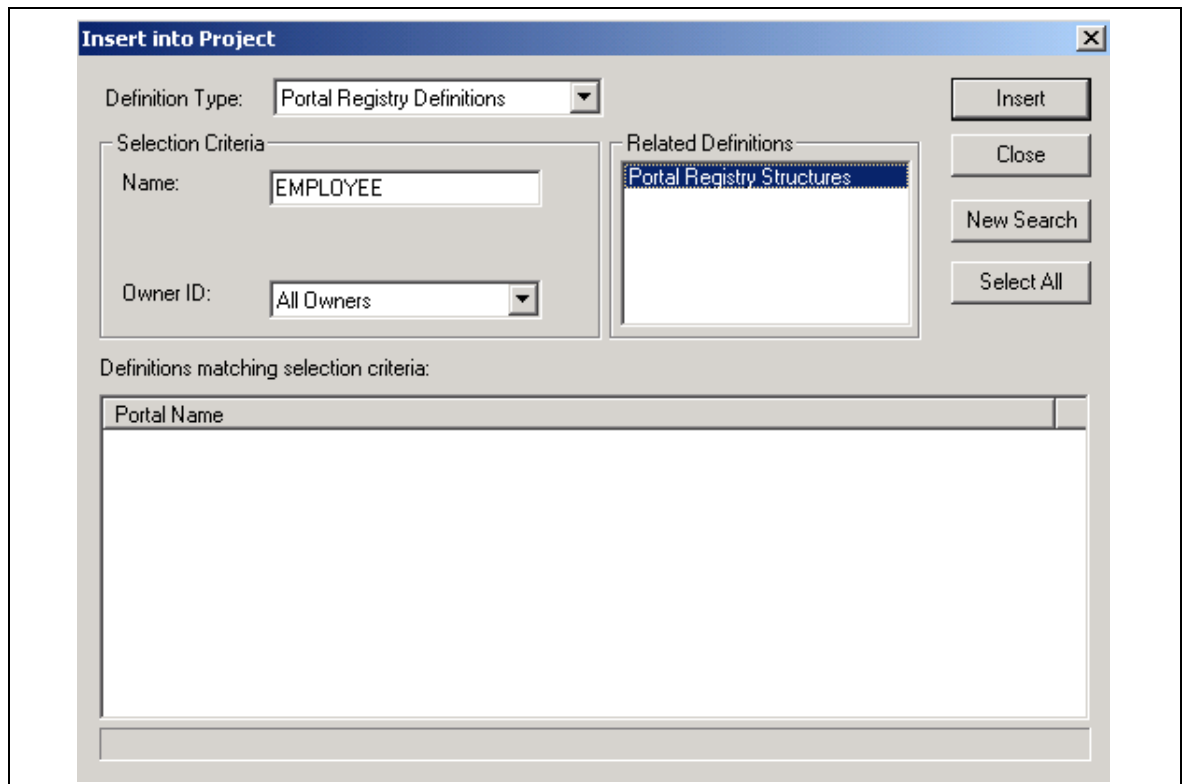 Insert into Project
Definition Type: Portal Registry Definitions
Insert
Selection Criteria
Related Definitions
Close
Name: EMPLOYEE
Portal Registry Structures
New Search
Owner ID: All Owners
Select All
Definitions matching selection criteria:
Portal Name